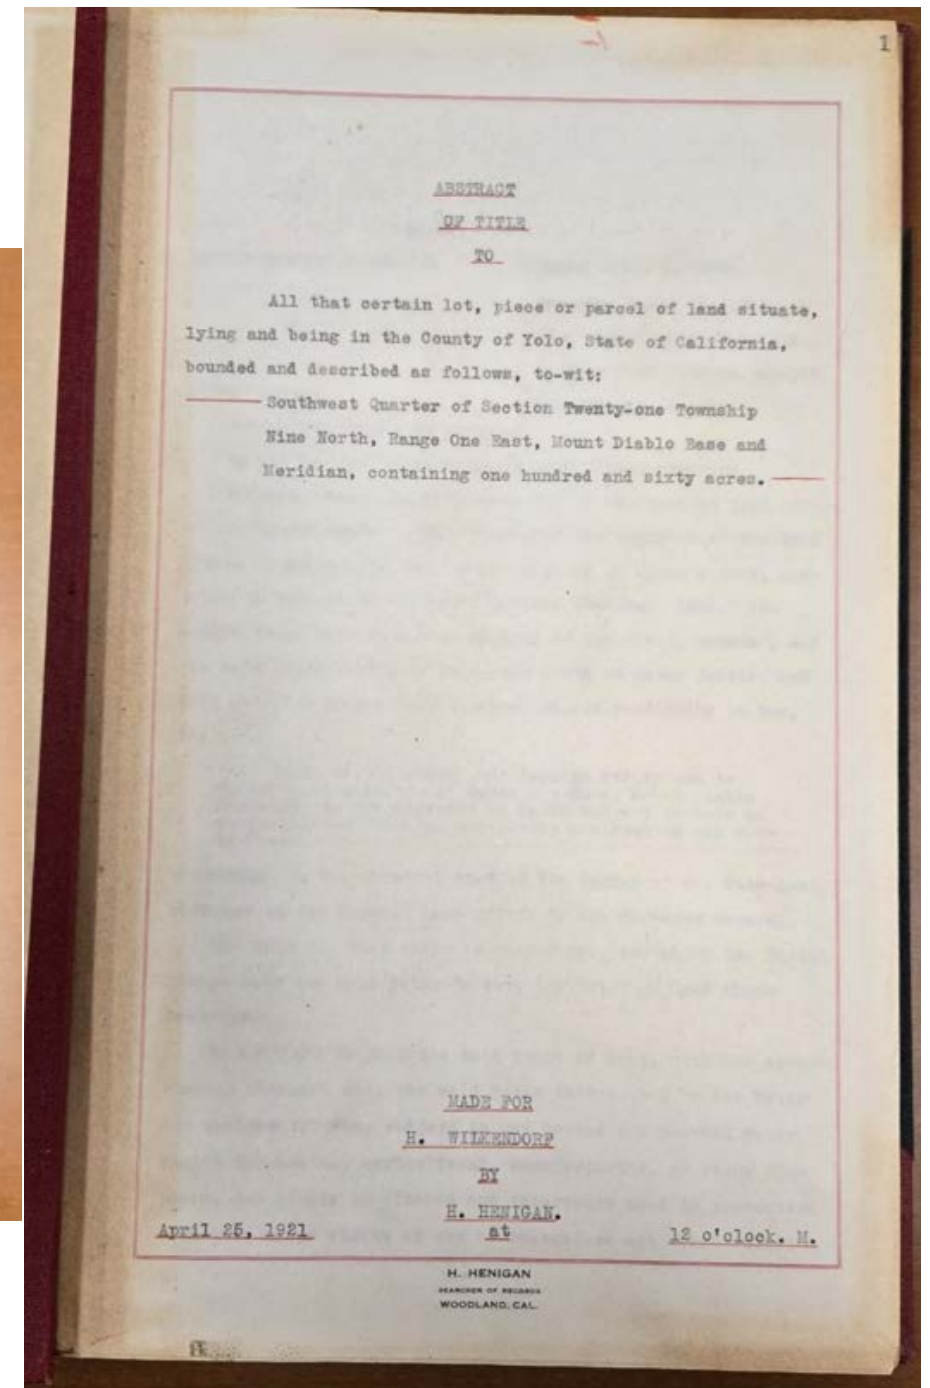 1
ABSTRACT
OF TITLE
TO
All that certain lot, piece or parcel of land situate,
lying and being in the County of Yolo, State of California,
bounded and described as follows, to-wit:
Southwest Quarter of Section Twenty-one Township
Nine North, Range One East, Mount Diablo Base and
Meridian, containing one hundred and sixty acres.
MADE FOR
H. WILKENDORF
BY
H. HENIGAN.
April 25, 1921 at 12 o'clock. M.
H. HENIGAN
SEARCHER OF RECORDS
WOODLAND, CAL.